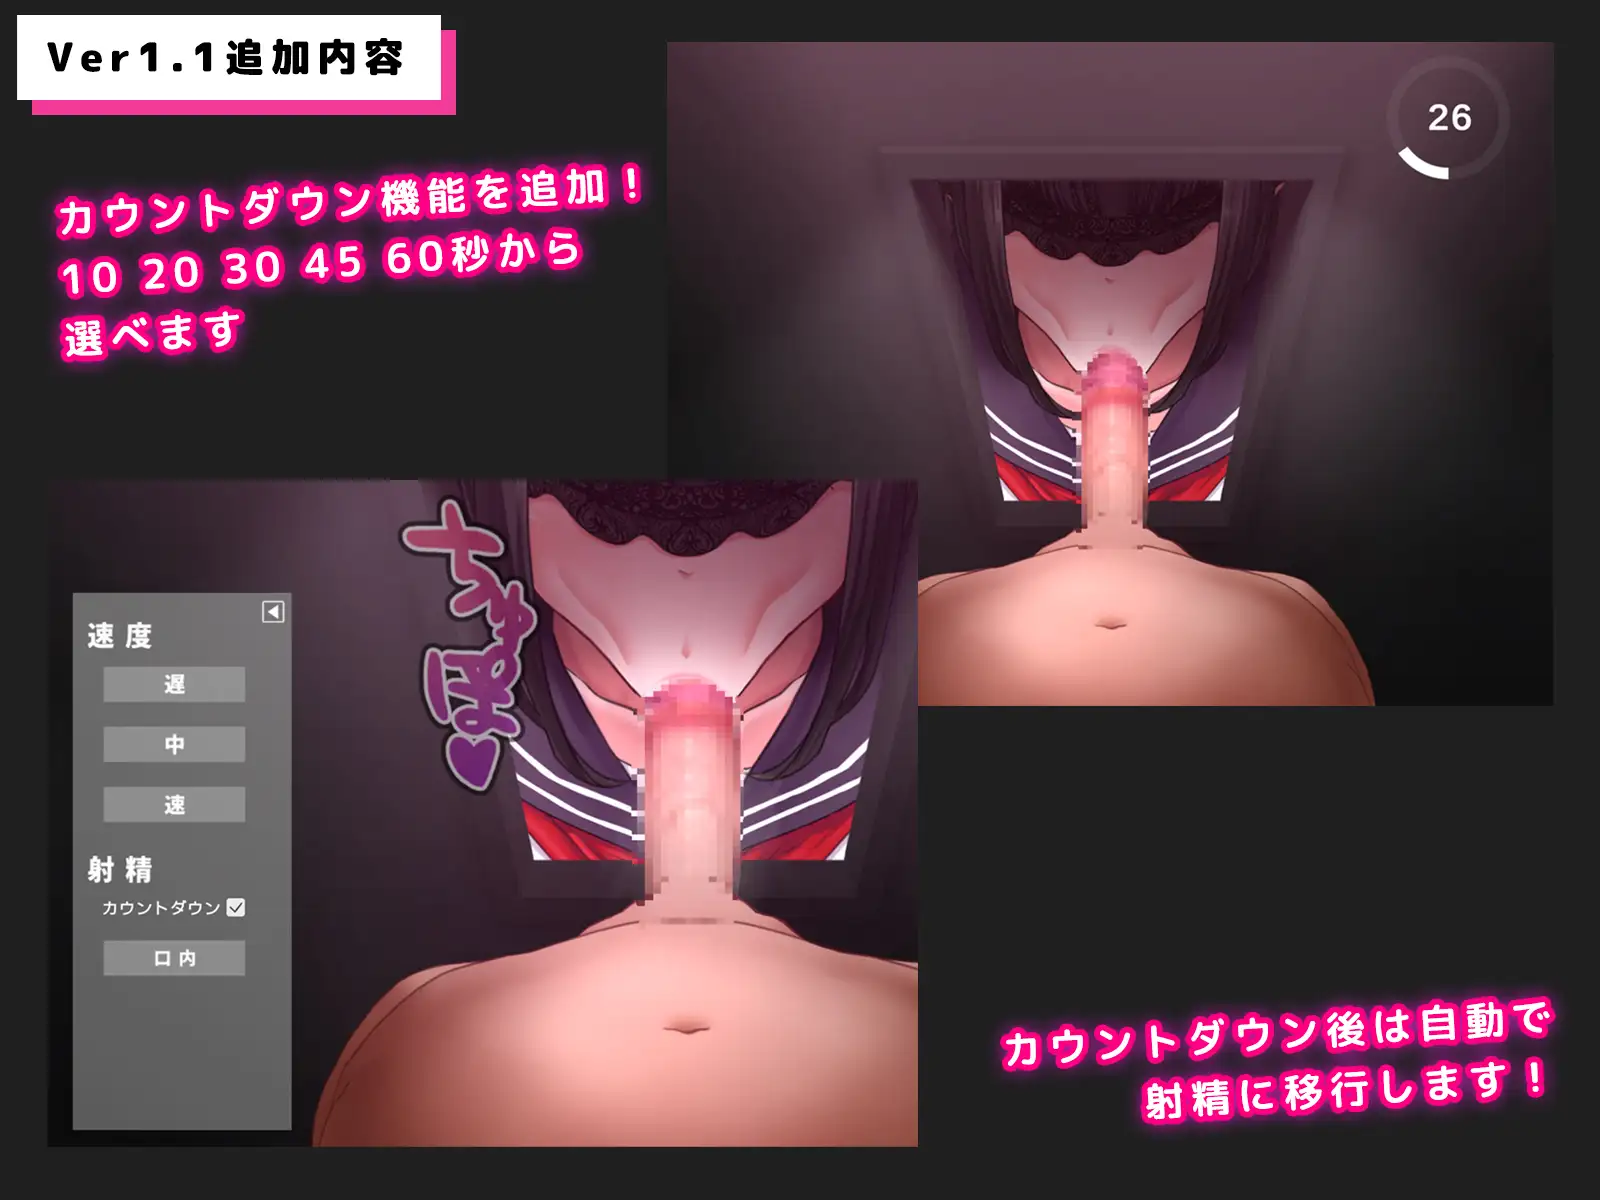 Ver1.1追加内容
カウントダウン機能を追加！
10 20 30 45 60秒から
選べます
26
ちゅぽ♥
速度
遅
中
速
射精
カウントダウン
口内
カウントダウン後は自動で
射精に移行します！